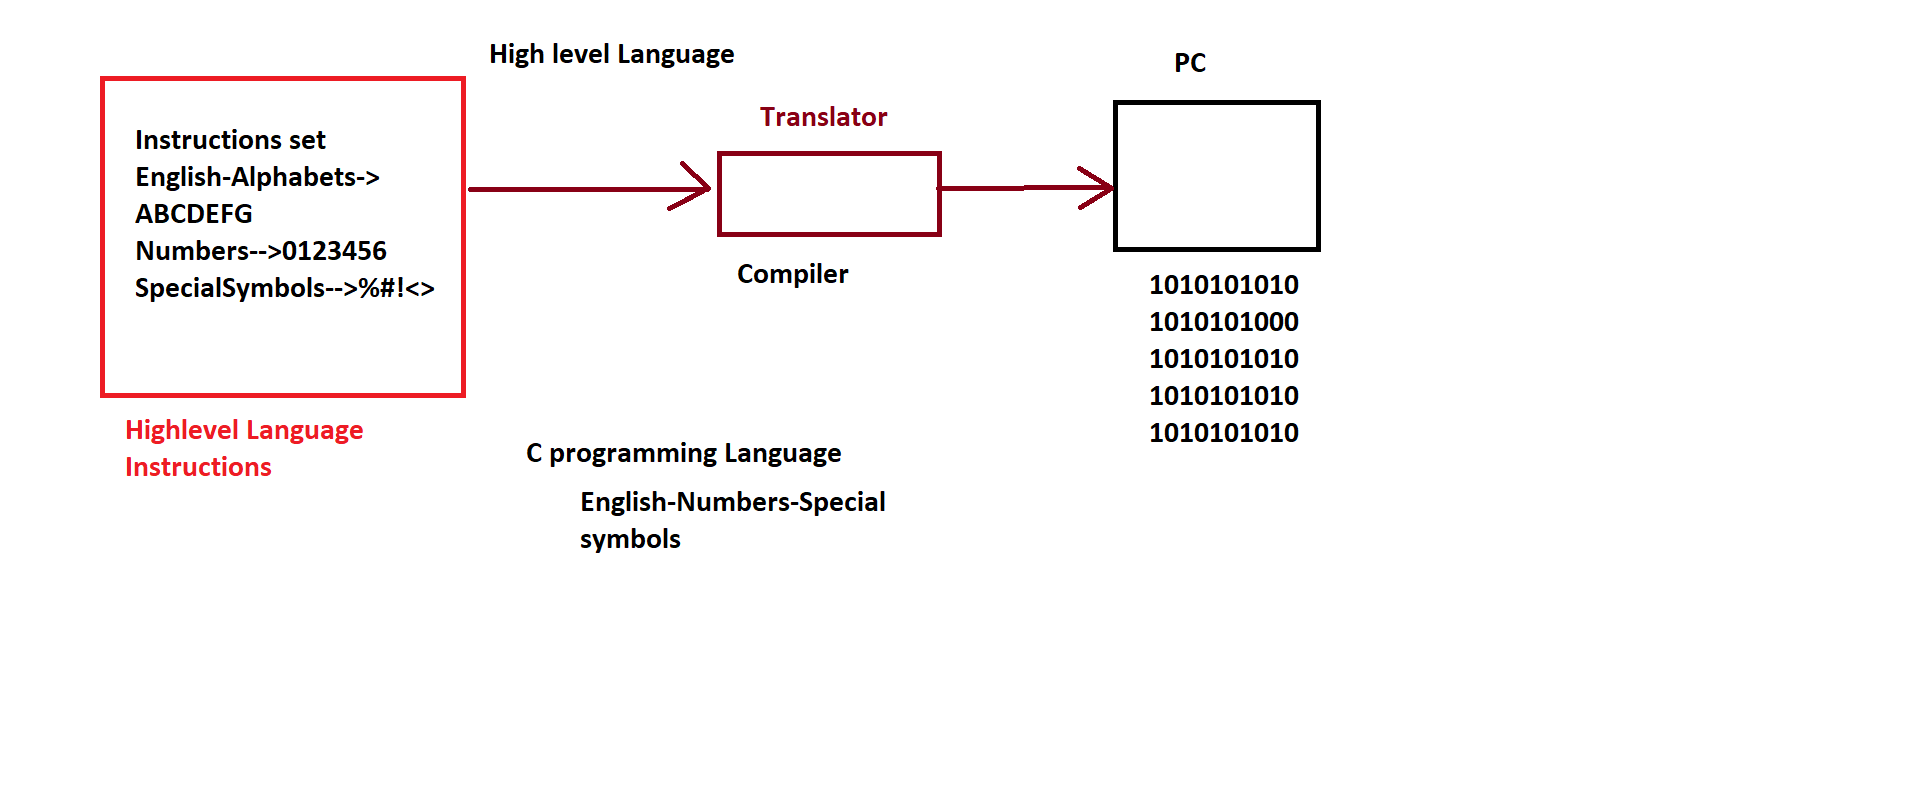 High level Language
PC
Translator
Instructions set
English-Alphabets->
ABCDEFG
Numbers-->0123456
SpecialSymbols-->%#!<>
Compiler
1010101010
1010101000
1010101010
1010101010
1010101010
Highlevel Language
Instructions
C programming Language
English-Numbers-Special
symbols